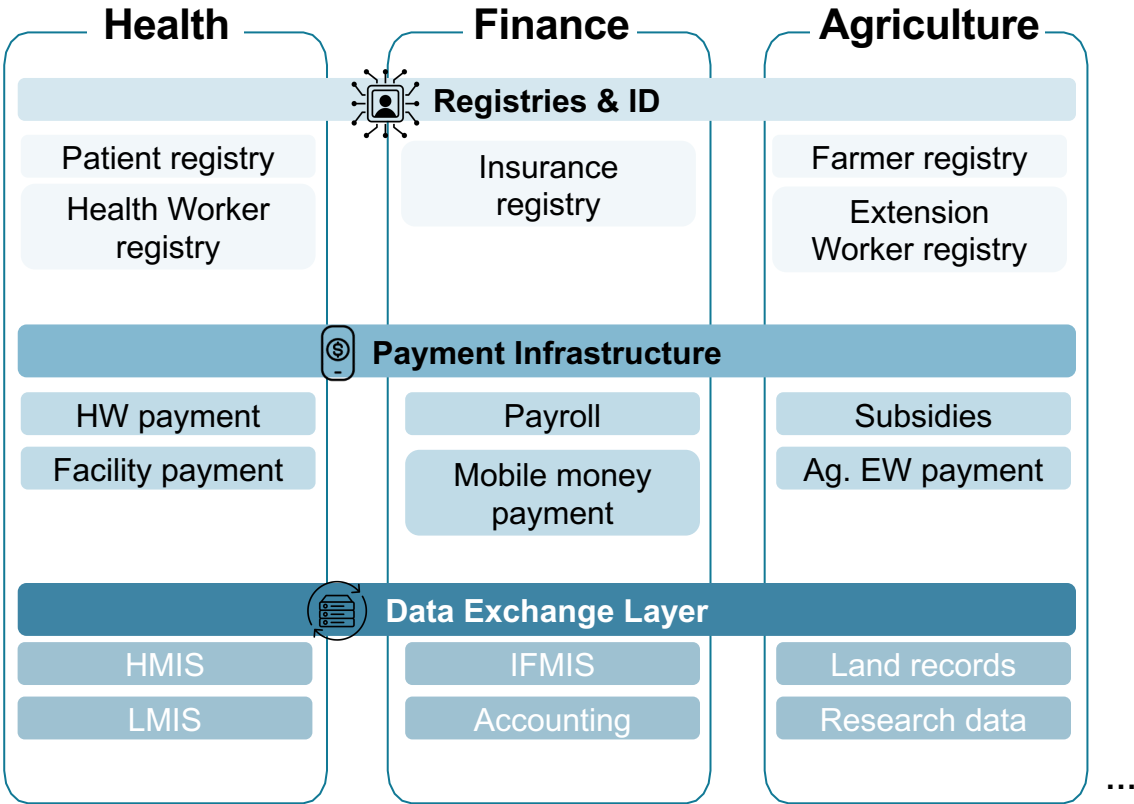 Health
Finance
Agriculture
Registries & ID
Patient registry
Health Worker
registry
Insurance
registry
Farmer registry
Extension
Worker registry
Payment Infrastructure
HW payment
Facility payment
Payroll
Mobile money
payment
Subsidies
Ag. EW payment
Data Exchange Layer
HMIS
LMIS
IFMIS
Accounting
Land records
Research data
...